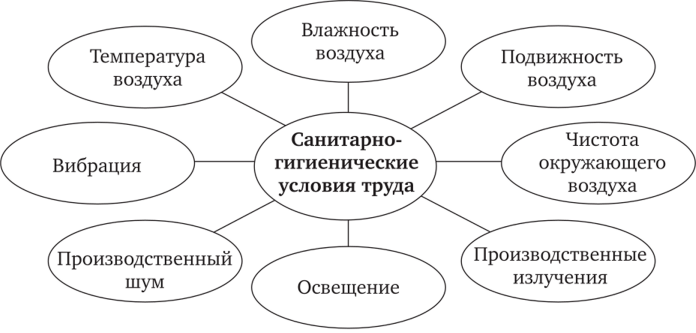 Влажность
воздуха
Температура
воздуха
Подвижность
воздуха
Санитарно-
гигиенические
условия труда
Вибрация
Чистота
окружающего
воздуха
Производственный
шум
Освещение
Производственные
излучения